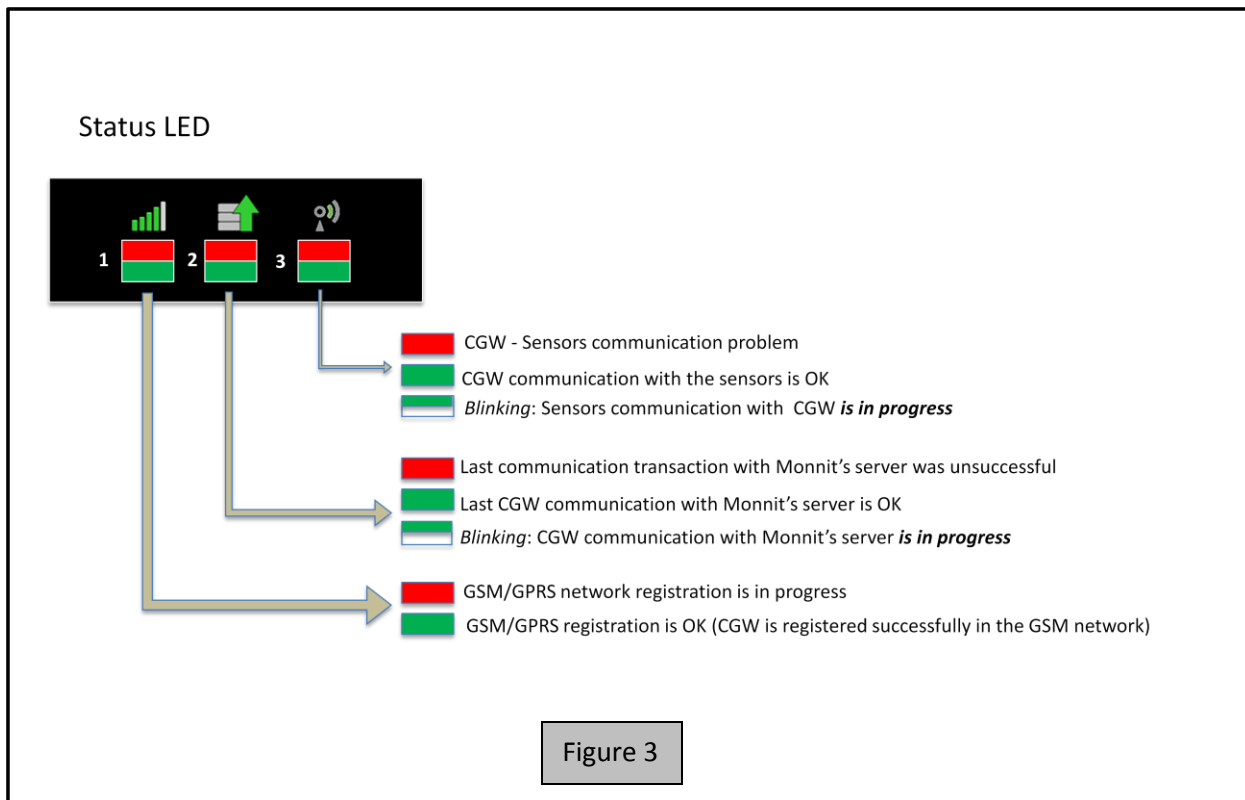 Status LED
1 2 3
CGW - Sensors communication problem
CGW communication with the sensors is OK
Blinking: Sensors communication with CGW is in progress
Last communication transaction with Monnit’s server was unsuccessful
Last CGW communication with Monnit’s server is OK
Blinking: CGW communication with Monnit’s server is in progress
GSM/GPRS network registration is in progress
GSM/GPRS registration is OK (CGW is registered successfully in the GSM network)
Figure 3